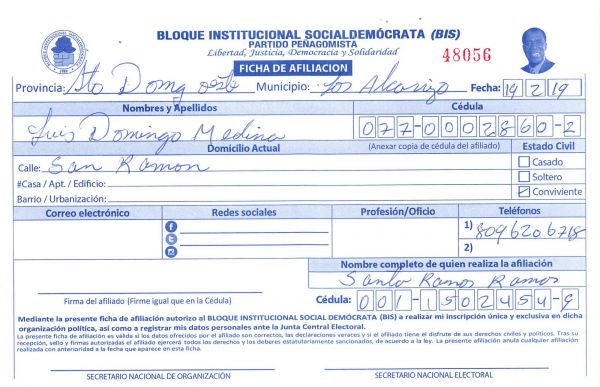 BLOQUE INSTITUCIONAL SOCIALDEMÓCRATA (BIS)
PARTIDO PEÑAGOMISTA
Libertad, Justicia, Democracia y Solidaridad
48056
FICHA DE AFILIACION
Provincia: Sto Domg oste Municipio: Los Alcarizo Fecha: 14 2 19
Nombres y Apellidos Cédula
Luis Domingo Medina 077-0002860-2
Domicilio Actual (Anexar copia de cédula del afiliado) Estado Civil
Calle: San Ramon Casado
#Casa / Apt. / Edificio: Soltero
Barrio / Urbanización: Conviviente
Correo electrónico Redes sociales Profesión/Oficio Teléfonos
1) 8096206718
2)
Nombre completo de quien realiza la afiliación
Santo Ramos Ramos
Firma del afiliado (Firme igual que en la Cédula) Cédula: 001-1502454-
Mediante la presente ficha de afiliación autorizo al BLOQUE INSTITUCIONAL SOCIAL DEMÓCRATA (BIS) a realizar mi inscripción única y exclusiva en dicha
organización política, así como a registrar mis datos personales ante la Junta Central Electoral.
La presente ficha de afiliación es válida si los datos ofrecidos por el afiliado son correctos, las declaraciones veraces y si el afiliado tiene el disfrute de sus derechos civiles y políticos. Tras su
recepción, sello y firmas autorizadas el afiliado ejercerá todos los derechos y los deberes estatutariamente sancionados, de acuerdo a la ley. La presente afiliación anula cualquier afiliación
realizada con anterioridad a la fecha que aparece en esta ficha.
SECRETARIO NACIONAL DE ORGANIZACIÓN SECRETARIO NACIONAL ELECTORAL